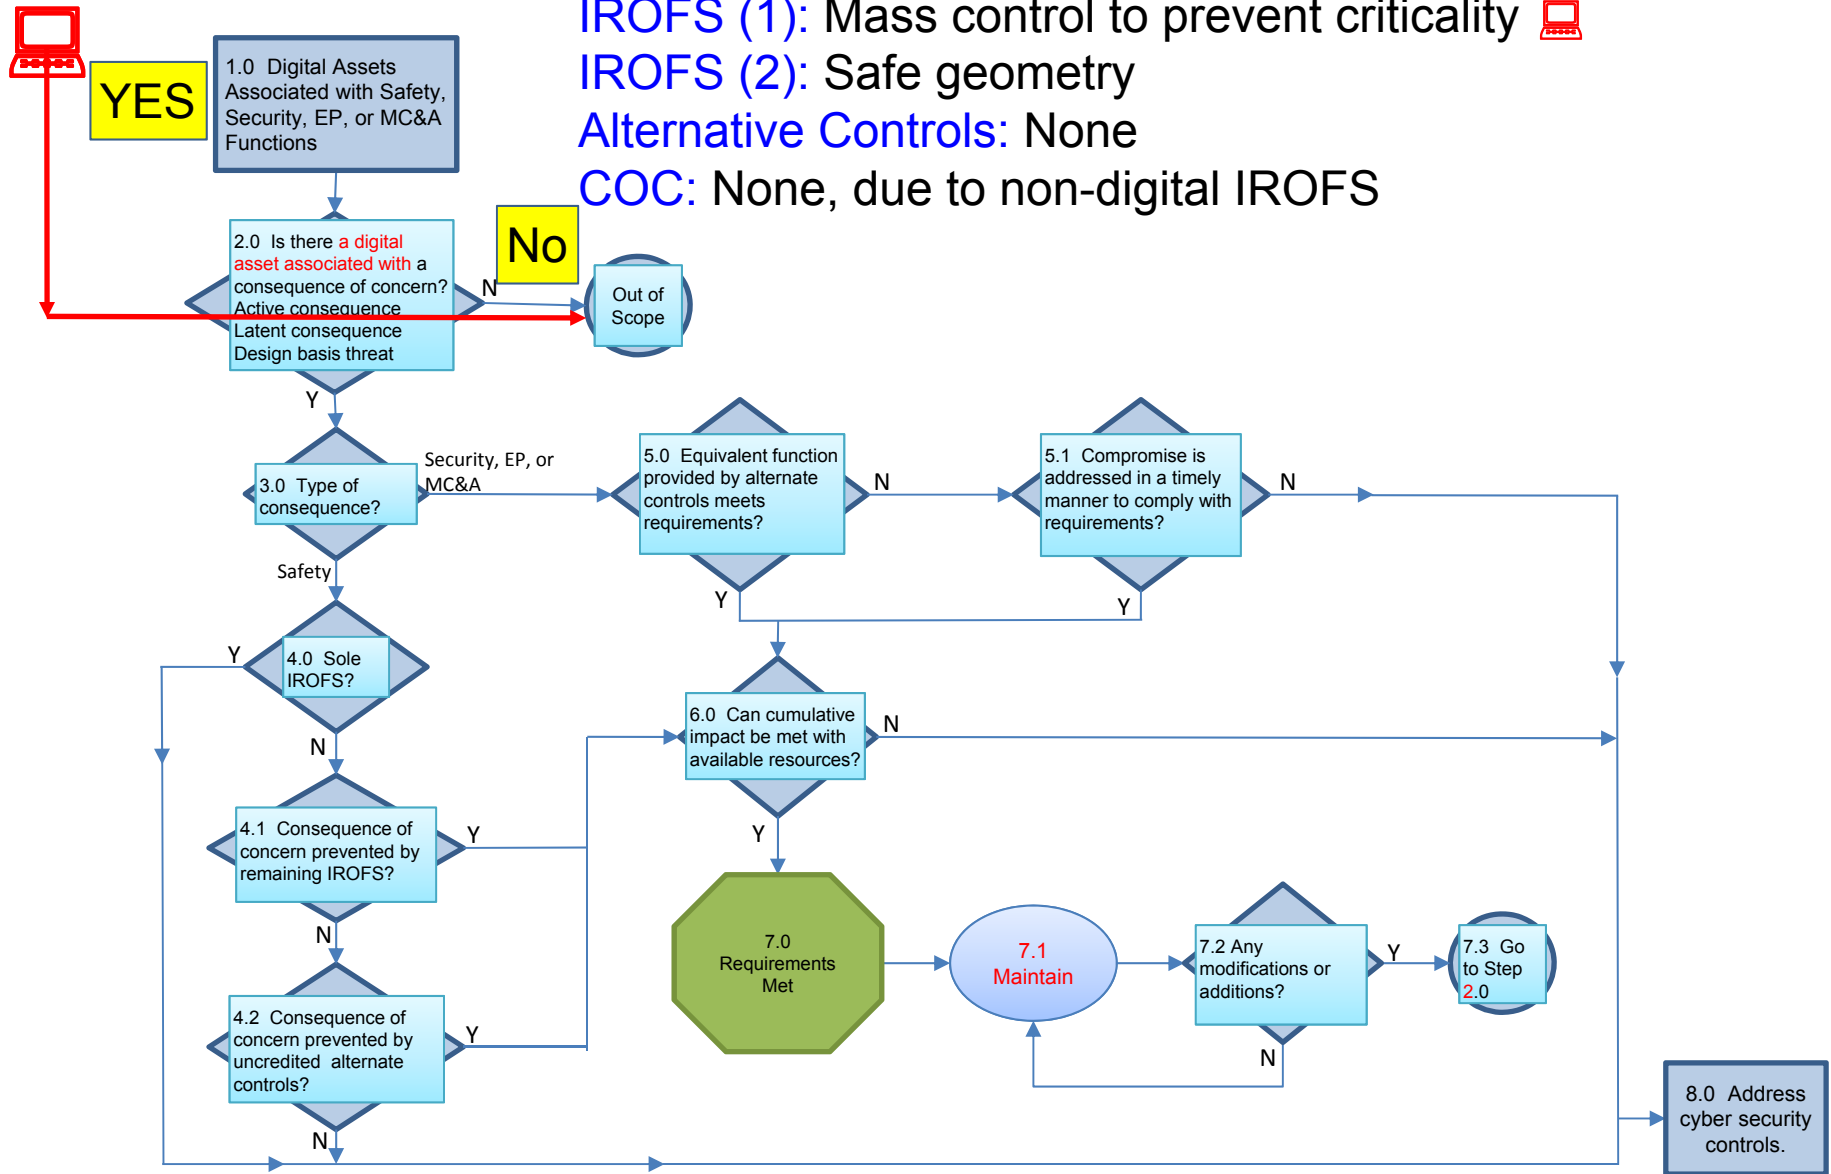 IROFS (1): Mass control to prevent criticality
IROFS (2): Safe geometry
Alternative Controls: None
COC: None, due to non-digital IROFS
YES
1.0 Digital Assets
Associated with Safety,
Security, EP, or MC&A
Functions
No
2.0 Is there a digital
asset associated with a
consequence of concern?
Active consequence
Latent consequence
Design basis threat
N
Out of
Scope
Y
3.0 Type of
consequence?
Security, EP, or
MC&A
5.0 Equivalent function
provided by alternate
controls meets
requirements?
N
5.1 Compromise is
addressed in a timely
manner to comply with
requirements?
N
Safety
Y
Y
Y
4.0 Sole
IROFS?
N
6.0 Can cumulative
impact be met with
available resources?
N
Y
4.1 Consequence of
concern prevented by
remaining IROFS?
Y
N
7.0
Requirements
Met
7.1
Maintain
7.2 Any
modifications or
additions?
Y
7.3 Go
to Step
2.0
N
4.2 Consequence of
concern prevented by
uncredited alternate
controls?
Y
N
8.0 Address
cyber security
controls.